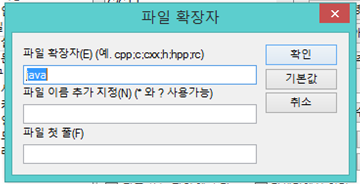 파일 확장자
파일 확장자(E) (예. cpp;c;cxx;h;hpp;rc)
확인
java
기본값
파일 이름 추가 지정(N) (* 와 ? 사용가능)
취소
파일 첫 줄(F)